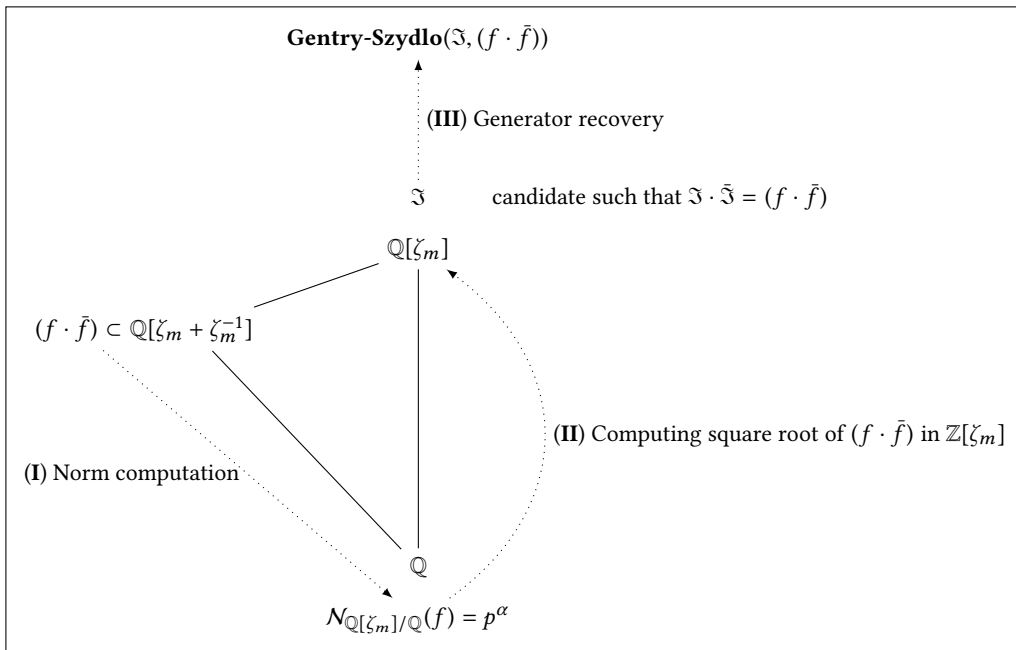 Gentry-Szydlo(ℑ, (f · f̄))
(III) Generator recovery
ℑ candidate such that ℑ · ℑ̄ = (f · f̄)
ℚ[ζ_m]
(f · f̄) ⊂ ℚ[ζ_m + ζ_m^{-1}]
(II) Computing square root of (f · f̄) in ℤ[ζ_m]
(I) Norm computation
ℚ
𝒩_{ℚ[ζ_m]/ℚ}(f) = p^α